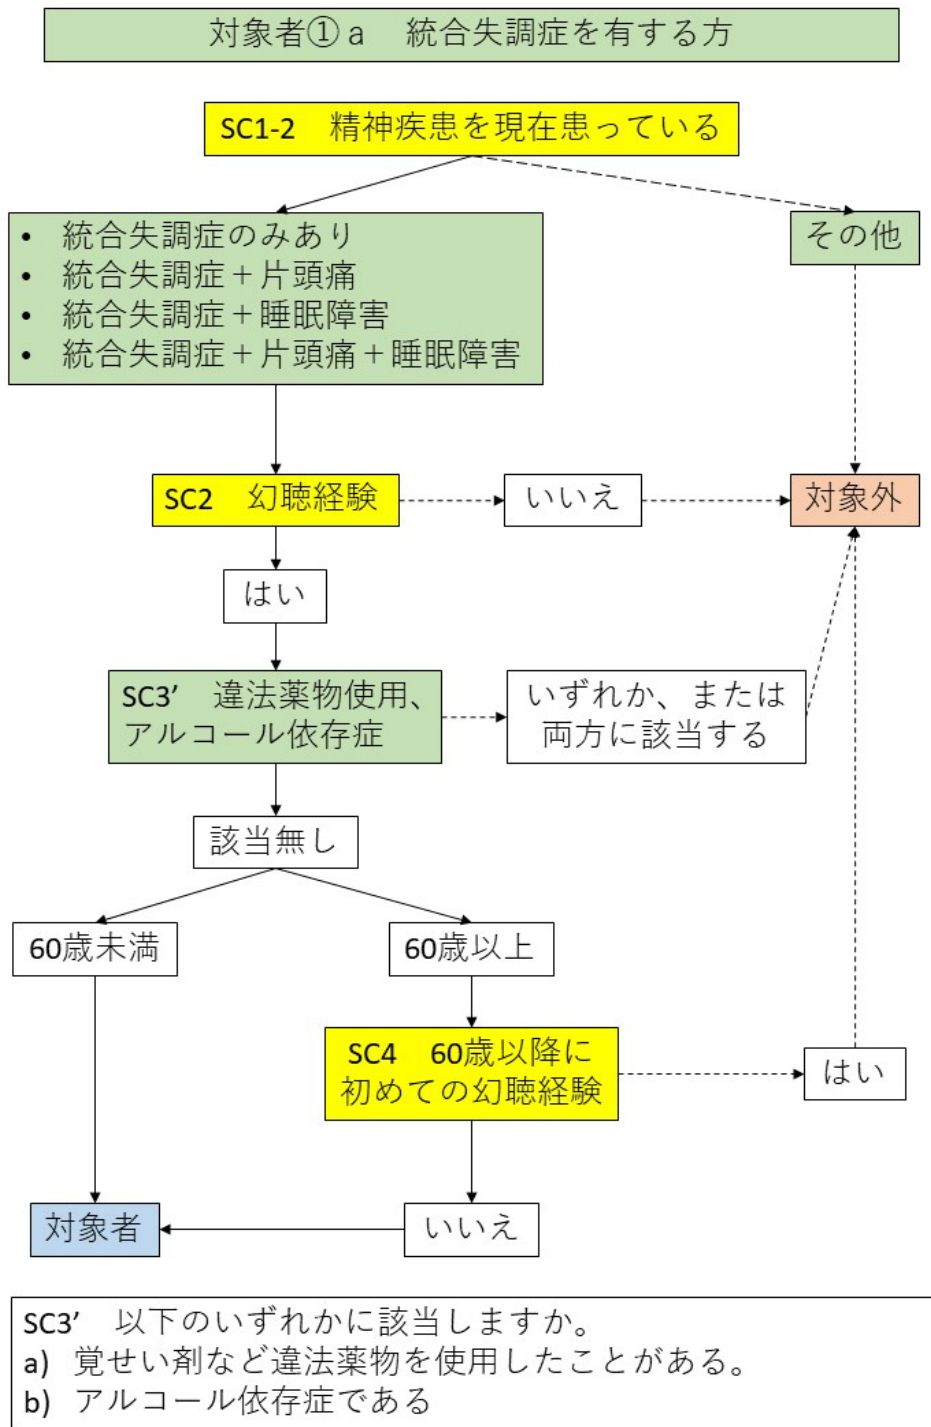 対象者①a 統合失調症を有する方
SC1-2 精神疾患を現在患っている
• 統合失調症のみあり
• 統合失調症＋片頭痛
• 統合失調症＋睡眠障害
• 統合失調症＋片頭痛＋睡眠障害
その他
SC2 幻聴経験
いいえ
対象外
はい
SC3’ 違法薬物使用、
アルコール依存症
いずれか、または
両方に該当する
該当無し
60歳未満
60歳以上
SC4 60歳以降に
初めての幻聴経験
はい
対象者
いいえ
SC3’ 以下のいずれかに該当しますか。
a) 覚せい剤など違法薬物を使用したことがある。
b) アルコール依存症である